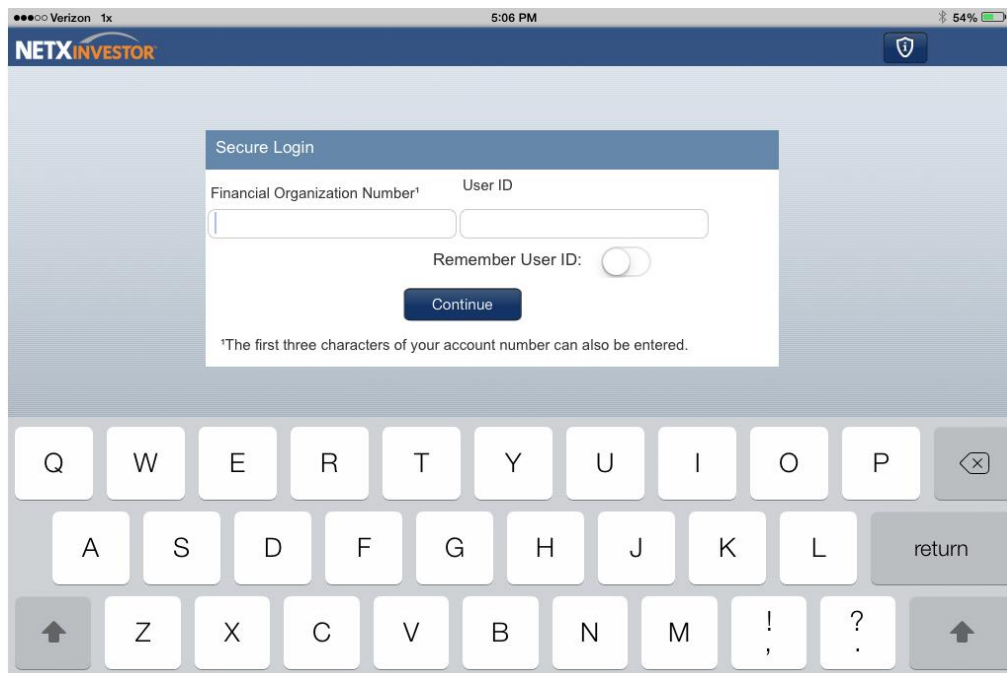 Verizon 1x 5:06 PM 54%
NETXINVESTOR
Secure Login
Financial Organization Number¹ User ID
Remember User ID:
Continue
¹The first three characters of your account number can also be entered.
Q W E R T Y U I O P
A S D F G H J K L return
Z X C V B N M ! , ? .